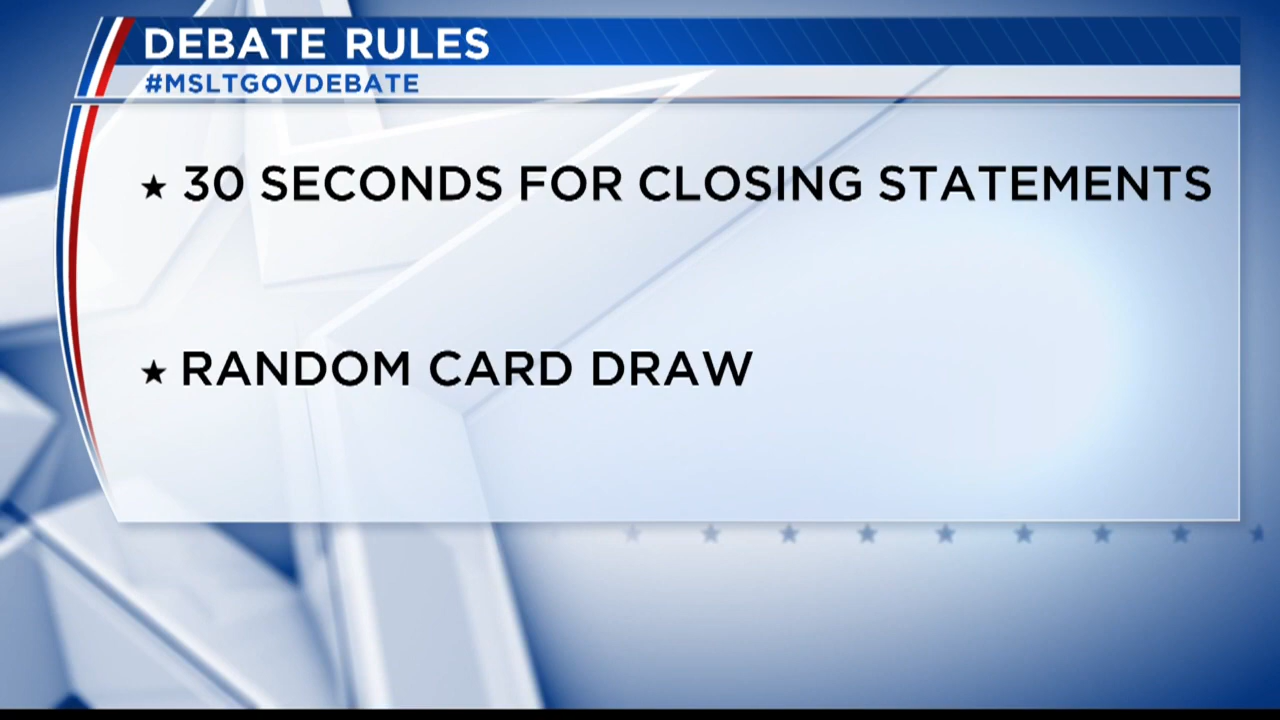 DEBATE RULES
#MSLTGOVDEBATE
★ 30 SECONDS FOR CLOSING STATEMENTS
★ RANDOM CARD DRAW